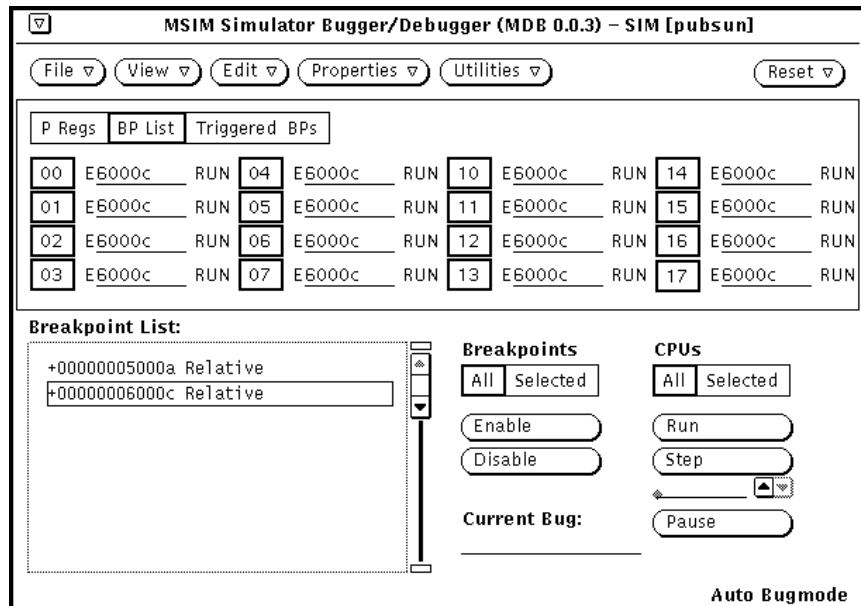 MSIM Simulator Bugger/Debugger (MDB 0.0.3) – SIM [pubsun]
File View Edit Properties Utilities Reset
P Regs BP List Triggered BPs
00 E6000c RUN 04 E6000c RUN 10 E6000c RUN 14 E6000c RUN
01 E6000c RUN 05 E6000c RUN 11 E6000c RUN 15 E6000c RUN
02 E6000c RUN 06 E6000c RUN 12 E6000c RUN 16 E6000c RUN
03 E6000c RUN 07 E6000c RUN 13 E6000c RUN 17 E6000c RUN
Breakpoint List:
+00000005000a Relative
+00000006000c Relative
Breakpoints
All Selected
Enable
Disable
Current Bug:
CPUs
All Selected
Run
Step
Pause
Auto Bugmode